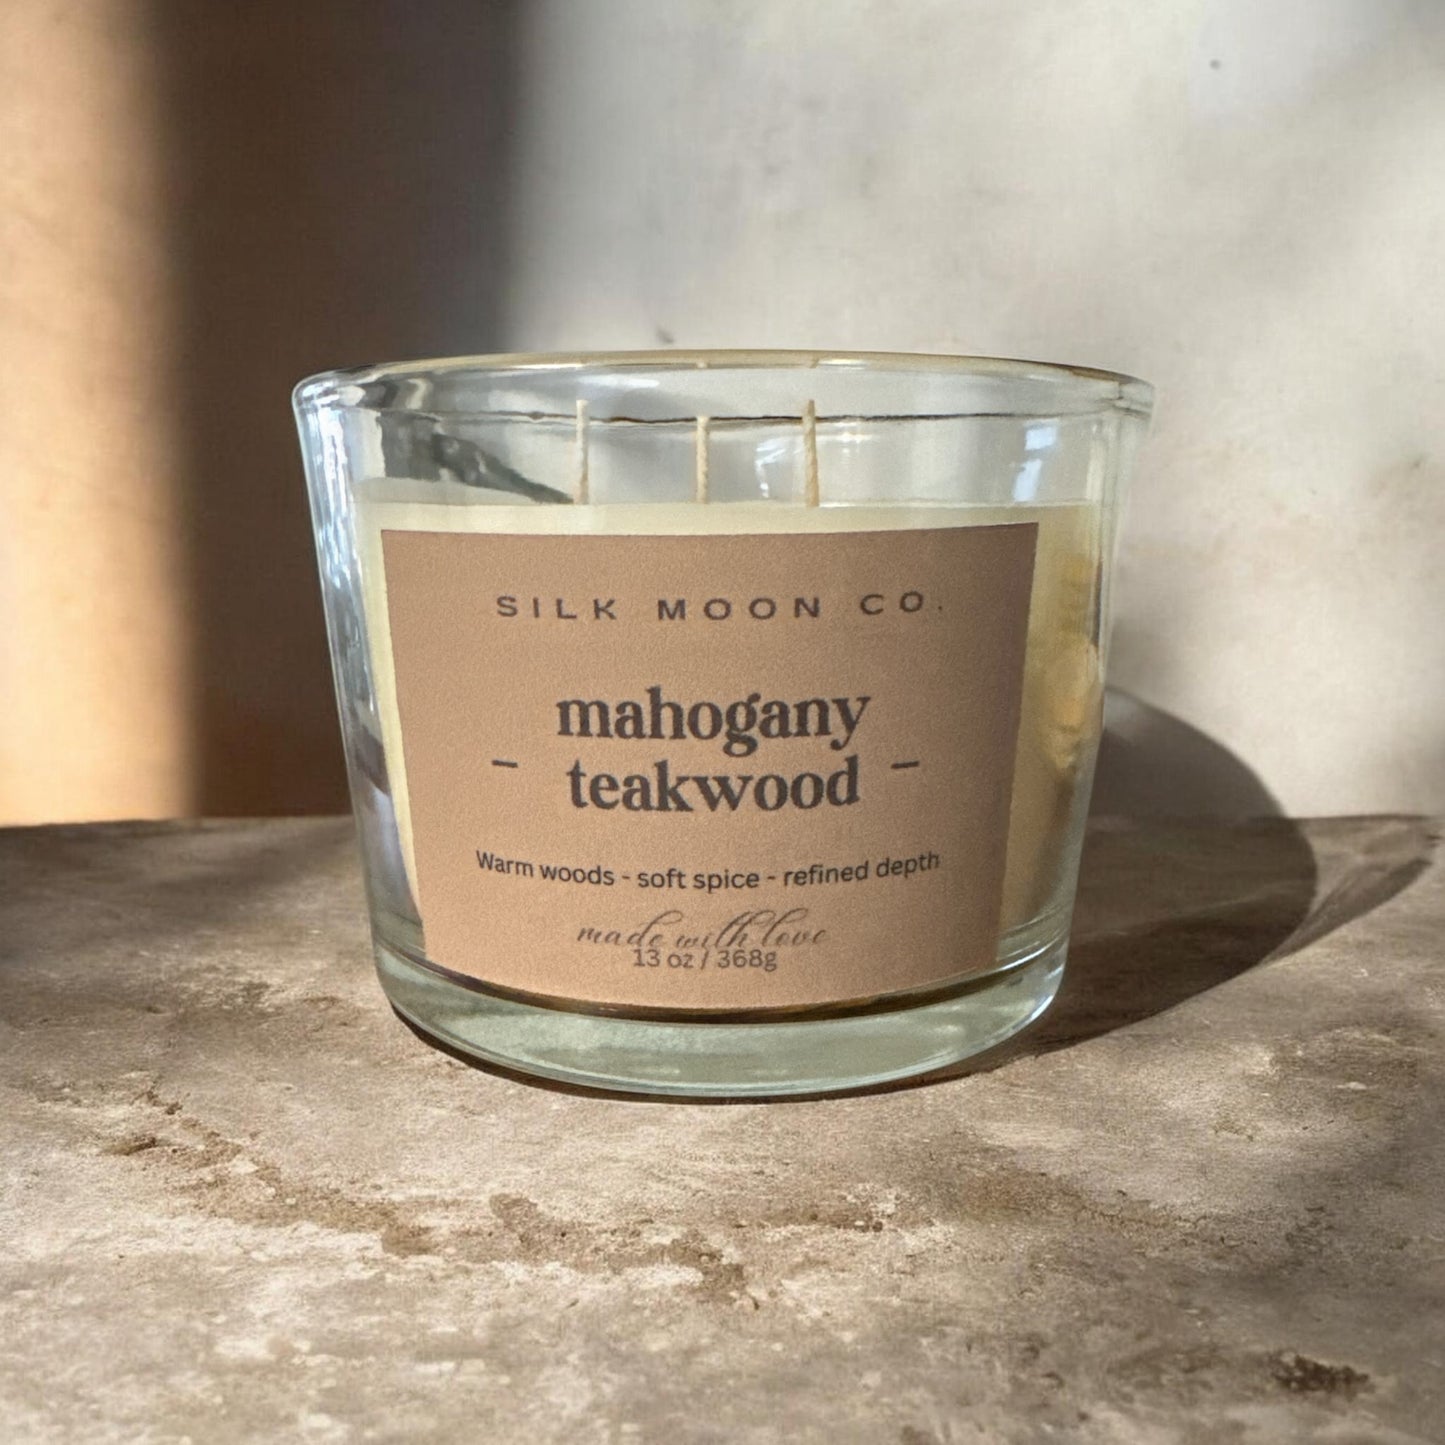 SILK MOON CO.
mahogany
- teakwood -
Warm woods - soft spice - refined depth
made with love
13 oz / 368g